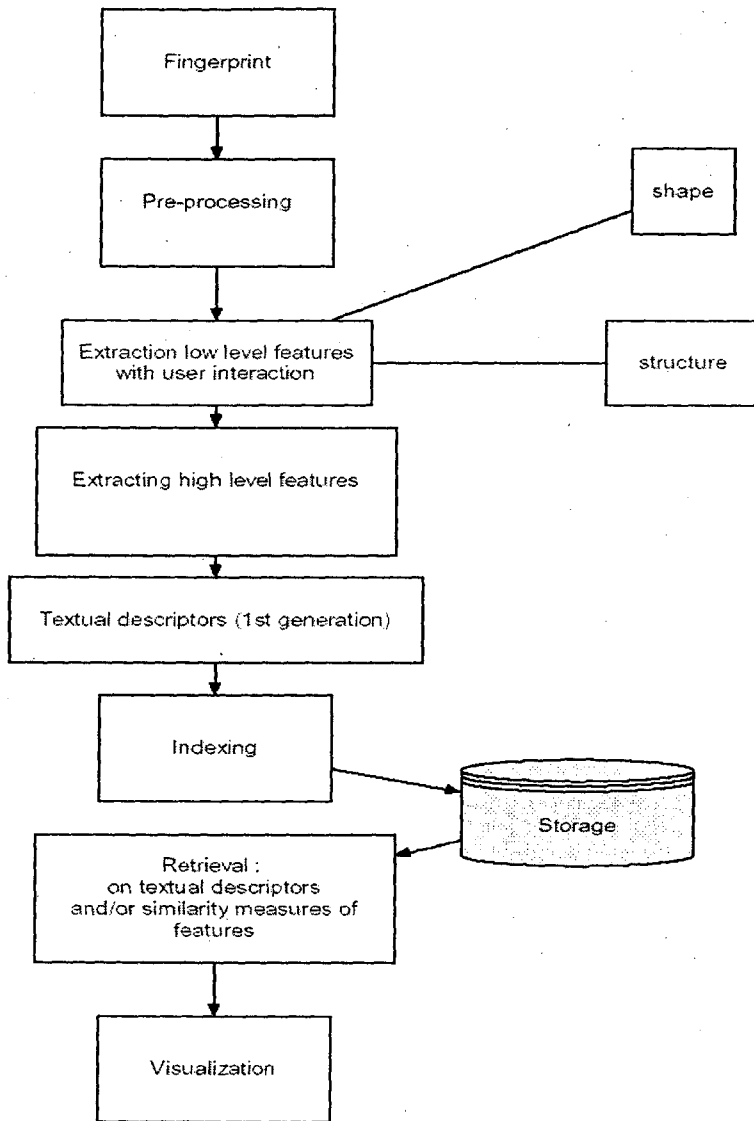 Fingerprint
Pre-processing
shape
Extraction low level features
with user interaction
structure
Extracting high level features
Textual descriptors (1st generation)
Indexing
Storage
Retrieval :
on textual descriptors
and/or similarity measures of
features
Visualization